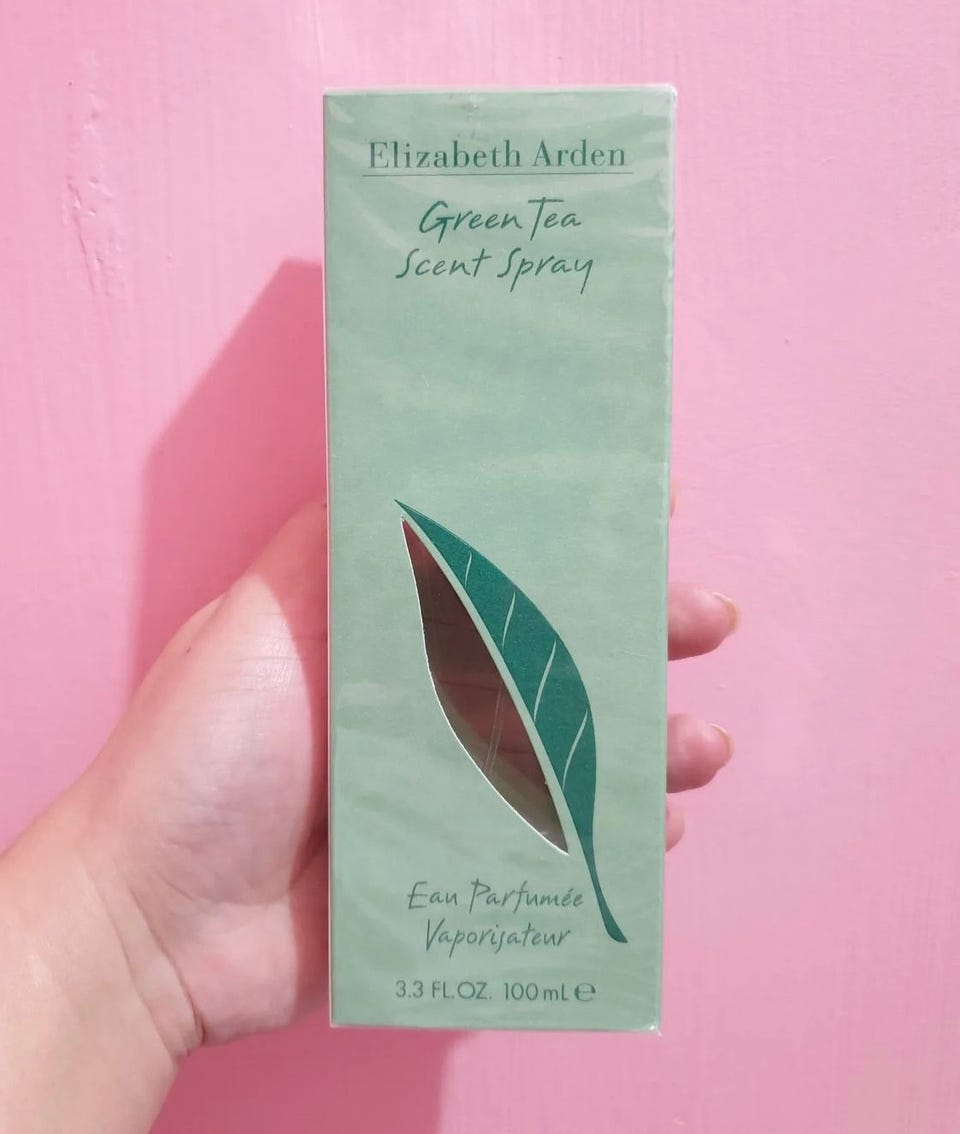 Elizabeth Arden
Green Tea
Scent Spray
Eau Parfumée
Vaporisateur
3.3 FL.OZ. 100mL ℮